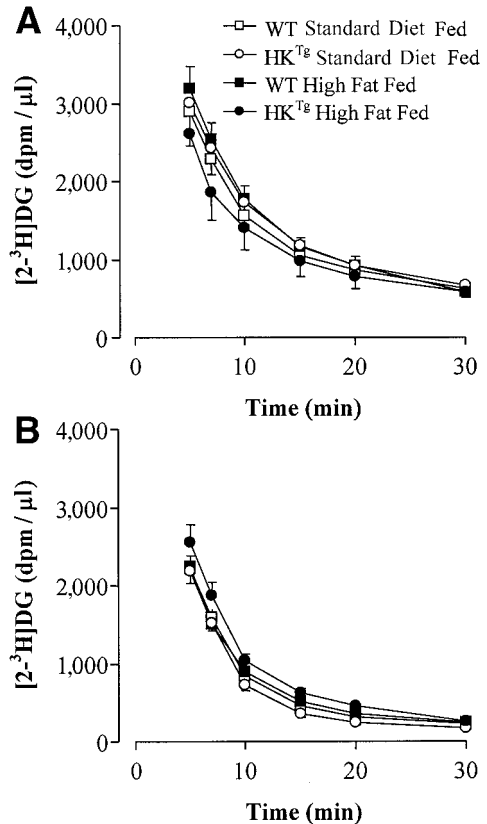 A
WT Standard Diet Fed
HK^Tg Standard Diet Fed
WT High Fat Fed
HK^Tg High Fat Fed
[2-³H]DG (dpm / µl)
4,000
3,000
2,000
1,000
0
0 10 20 30
Time (min)
B
[2-³H]DG (dpm / µl)
4,000
3,000
2,000
1,000
0
0 10 20 30
Time (min)